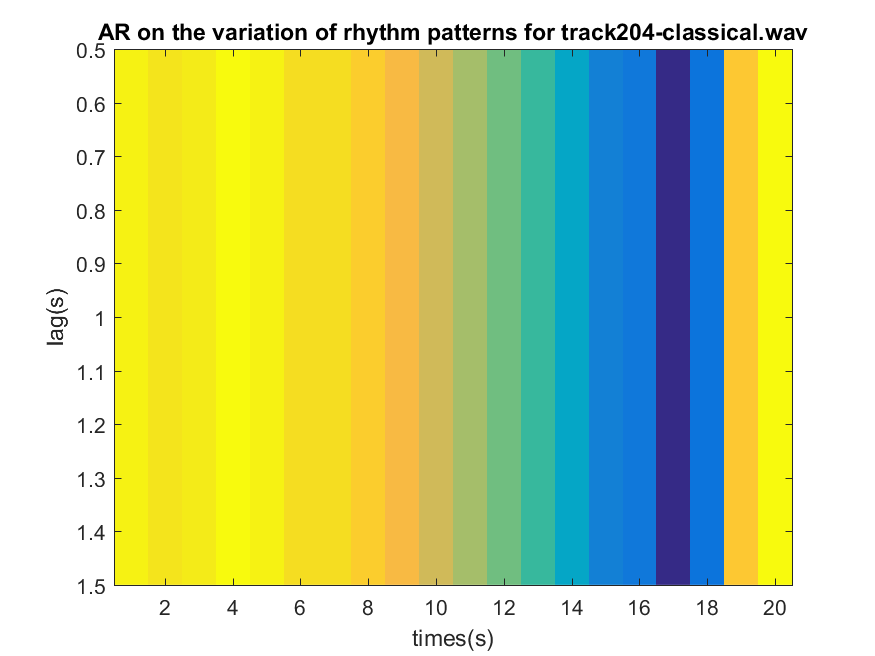 AR on the variation of rhythm patterns for track204-classical.wav
0.5
0.6
0.7
0.8
0.9
1
1.1
1.2
1.3
1.4
1.5
lag(s)
2 4 6 8 10 12 14 16 18 20
times(s)